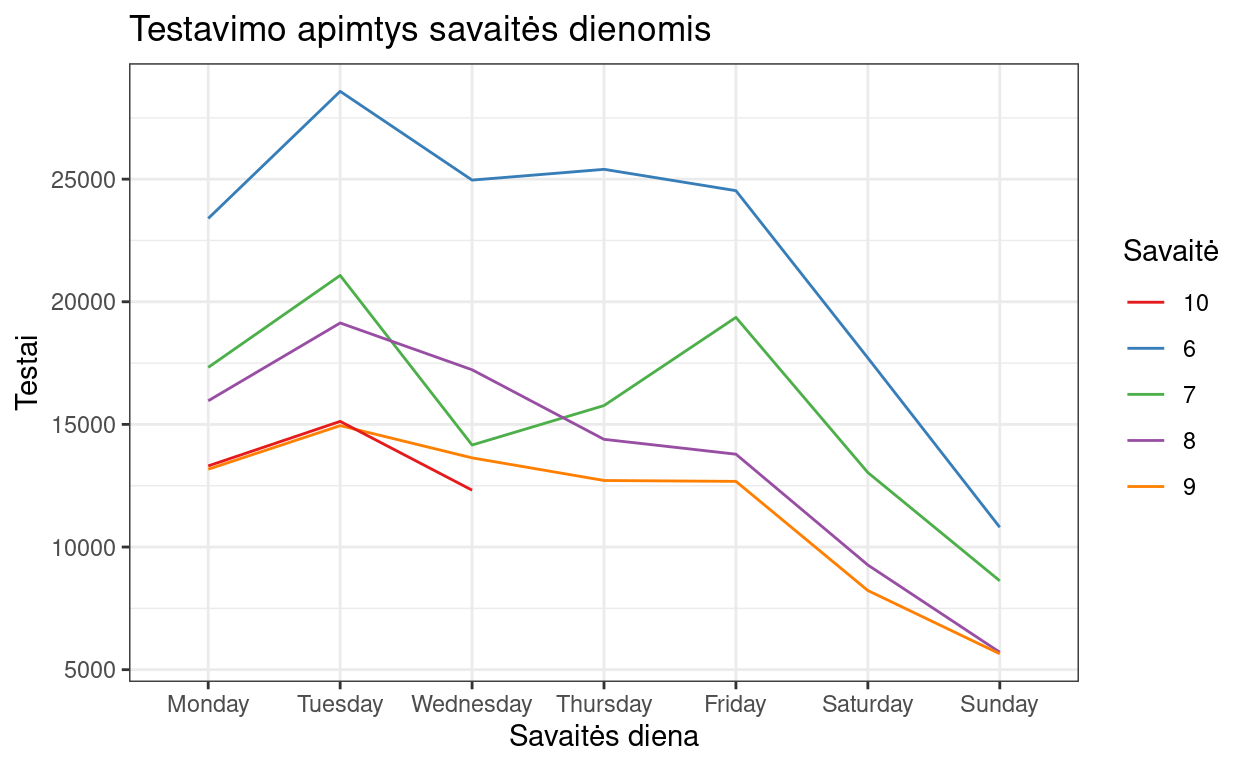 Testavimo apimtys savaitės dienomis
Testai
25000
20000
15000
10000
5000
Monday Tuesday Wednesday Thursday Friday Saturday Sunday
Savaitės diena
Savaitė
10
6
7
8
9